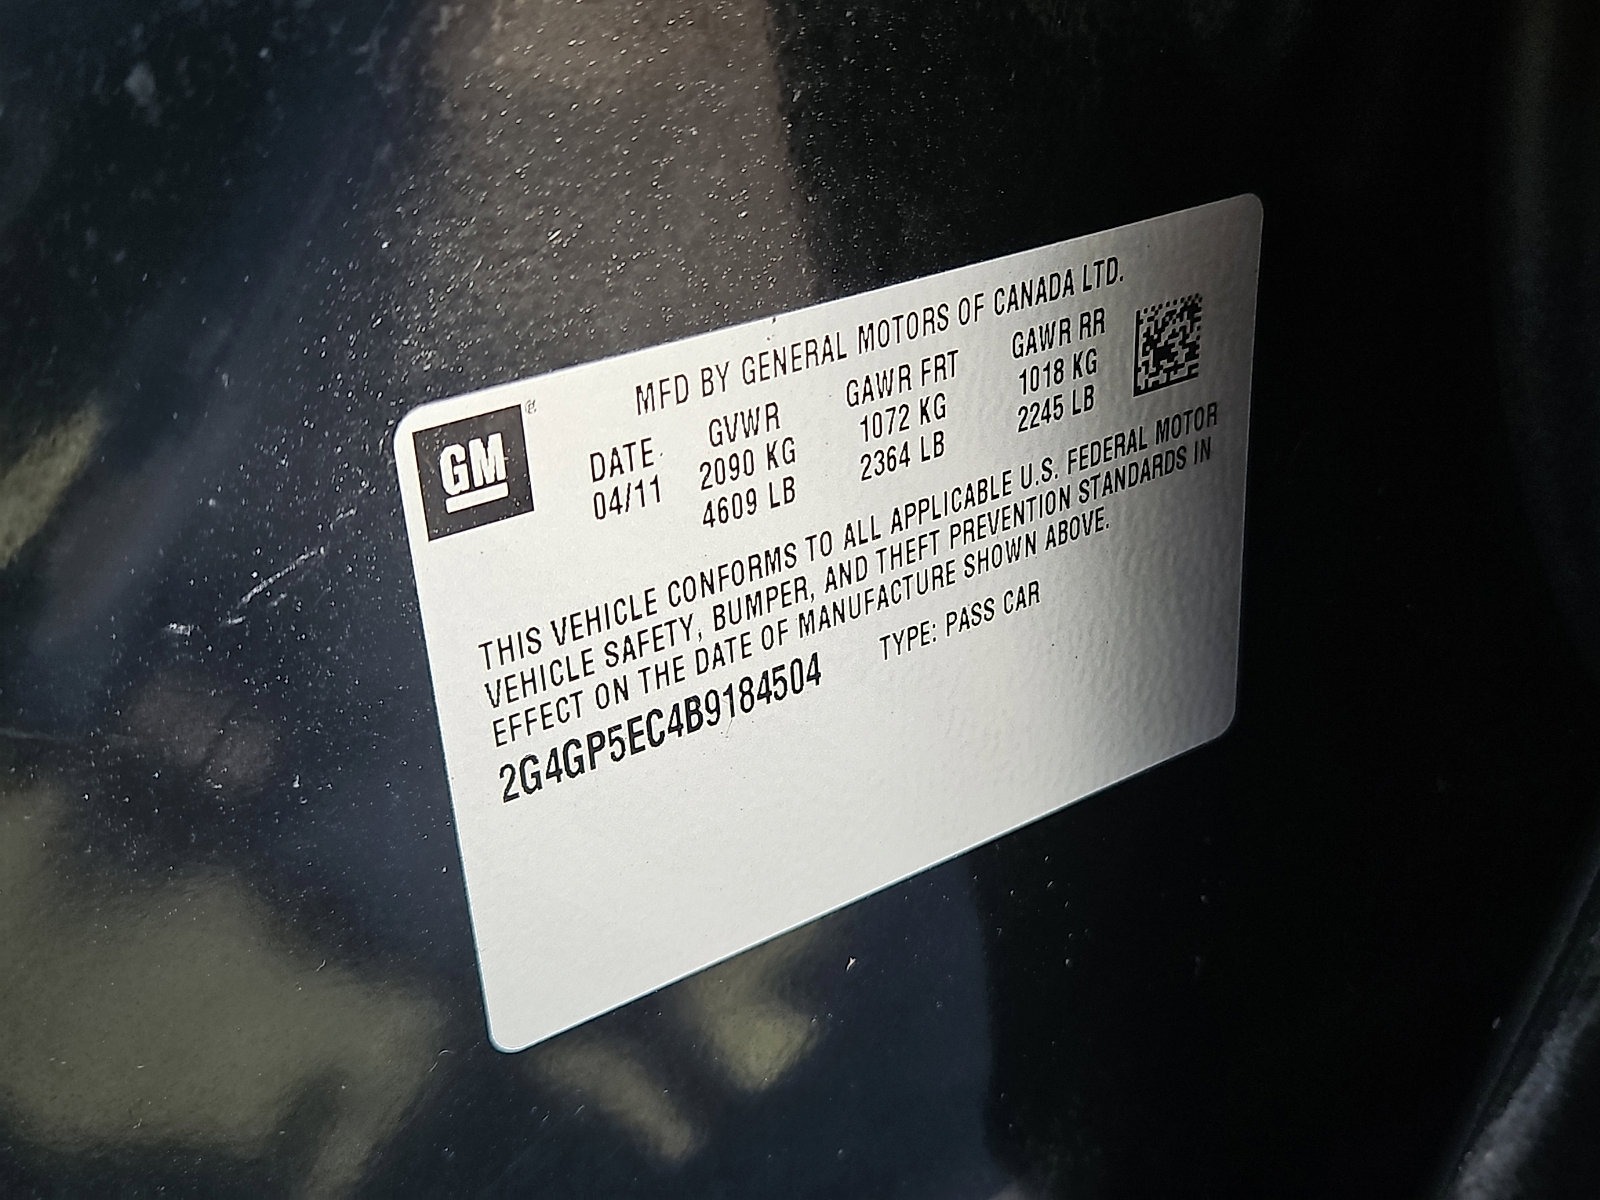 GM®
MFD BY GENERAL MOTORS OF CANADA LTD.
DATE GVWR GAWR FRT GAWR RR
04/11 2090 KG 1072 KG 1018 KG
4609 LB 2364 LB 2245 LB
THIS VEHICLE CONFORMS TO ALL APPLICABLE U.S. FEDERAL MOTOR
VEHICLE SAFETY, BUMPER, AND THEFT PREVENTION STANDARDS IN
EFFECT ON THE DATE OF MANUFACTURE SHOWN ABOVE.
2G4GP5EC4B9184504 TYPE: PASS CAR